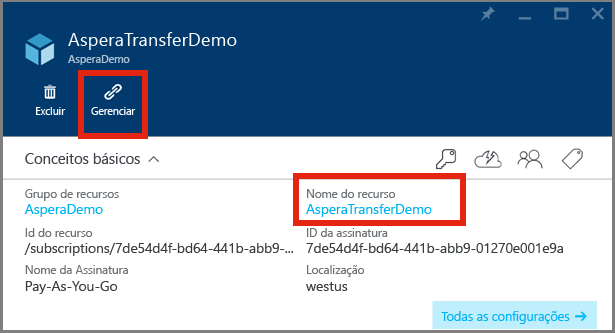 AsperaTransferDemo
AsperaDemo
Excluir
Gerenciar
Conceitos básicos
Grupo de recursos
AsperaDemo
Nome do recurso
AsperaTransferDemo
Id do recurso
/subscriptions/7de54d4f-bd64-441b-abb9-...
ID da assinatura
7de54d4f-bd64-441b-abb9-01270e001e9a
Nome da Assinatura
Pay-As-You-Go
Localização
westus
Todas as configurações →